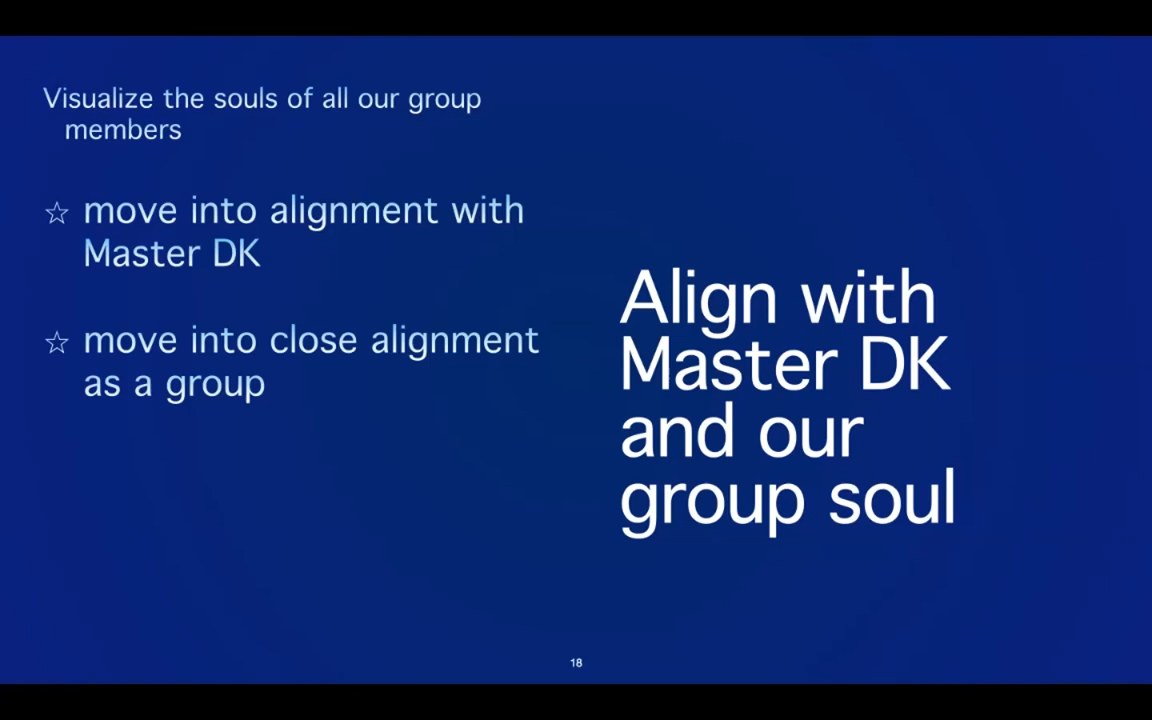 Visualize the souls of all our group
members
☆ move into alignment with
Master DK
☆ move into close alignment
as a group
Align with
Master DK
and our
group soul
18